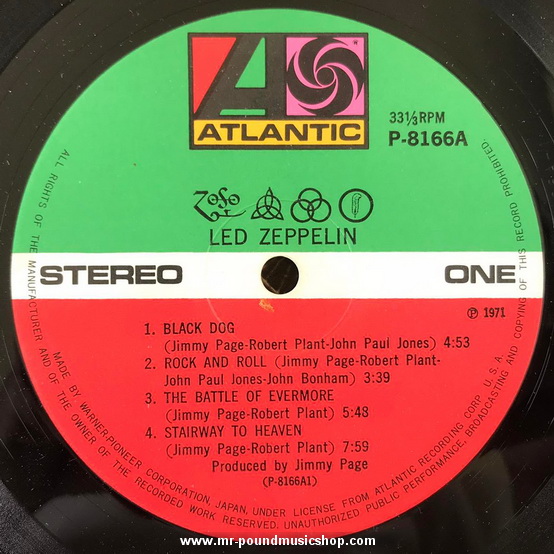 ATLANTIC
33⅓RPM
P-8166A
ZoSo
LED ZEPPELIN
STEREO ONE
℗ 1971
1. BLACK DOG
(Jimmy Page-Robert Plant-John Paul Jones) 4:53
2. ROCK AND ROLL (Jimmy Page-Robert Plant-
John Paul Jones-John Bonham) 3:39
3. THE BATTLE OF EVERMORE
(Jimmy Page-Robert Plant) 5:48
4. STAIRWAY TO HEAVEN
(Jimmy Page-Robert Plant) 7:59
Produced by Jimmy Page
(P-8166A1)
MADE BY WARNER-PIONEER CORPORATION, JAPAN, UNDER LICENSE FROM ATLANTIC RECORDING CORP. U.S.A.
ALL RIGHTS OF THE MANUFACTURER AND OF THE OWNER OF THE RECORDED WORK RESERVED. UNAUTHORIZED PUBLIC PERFORMANCE, BROADCASTING AND COPYING OF THIS RECORD PROHIBITED.
www.mr-poundmusicshop.com